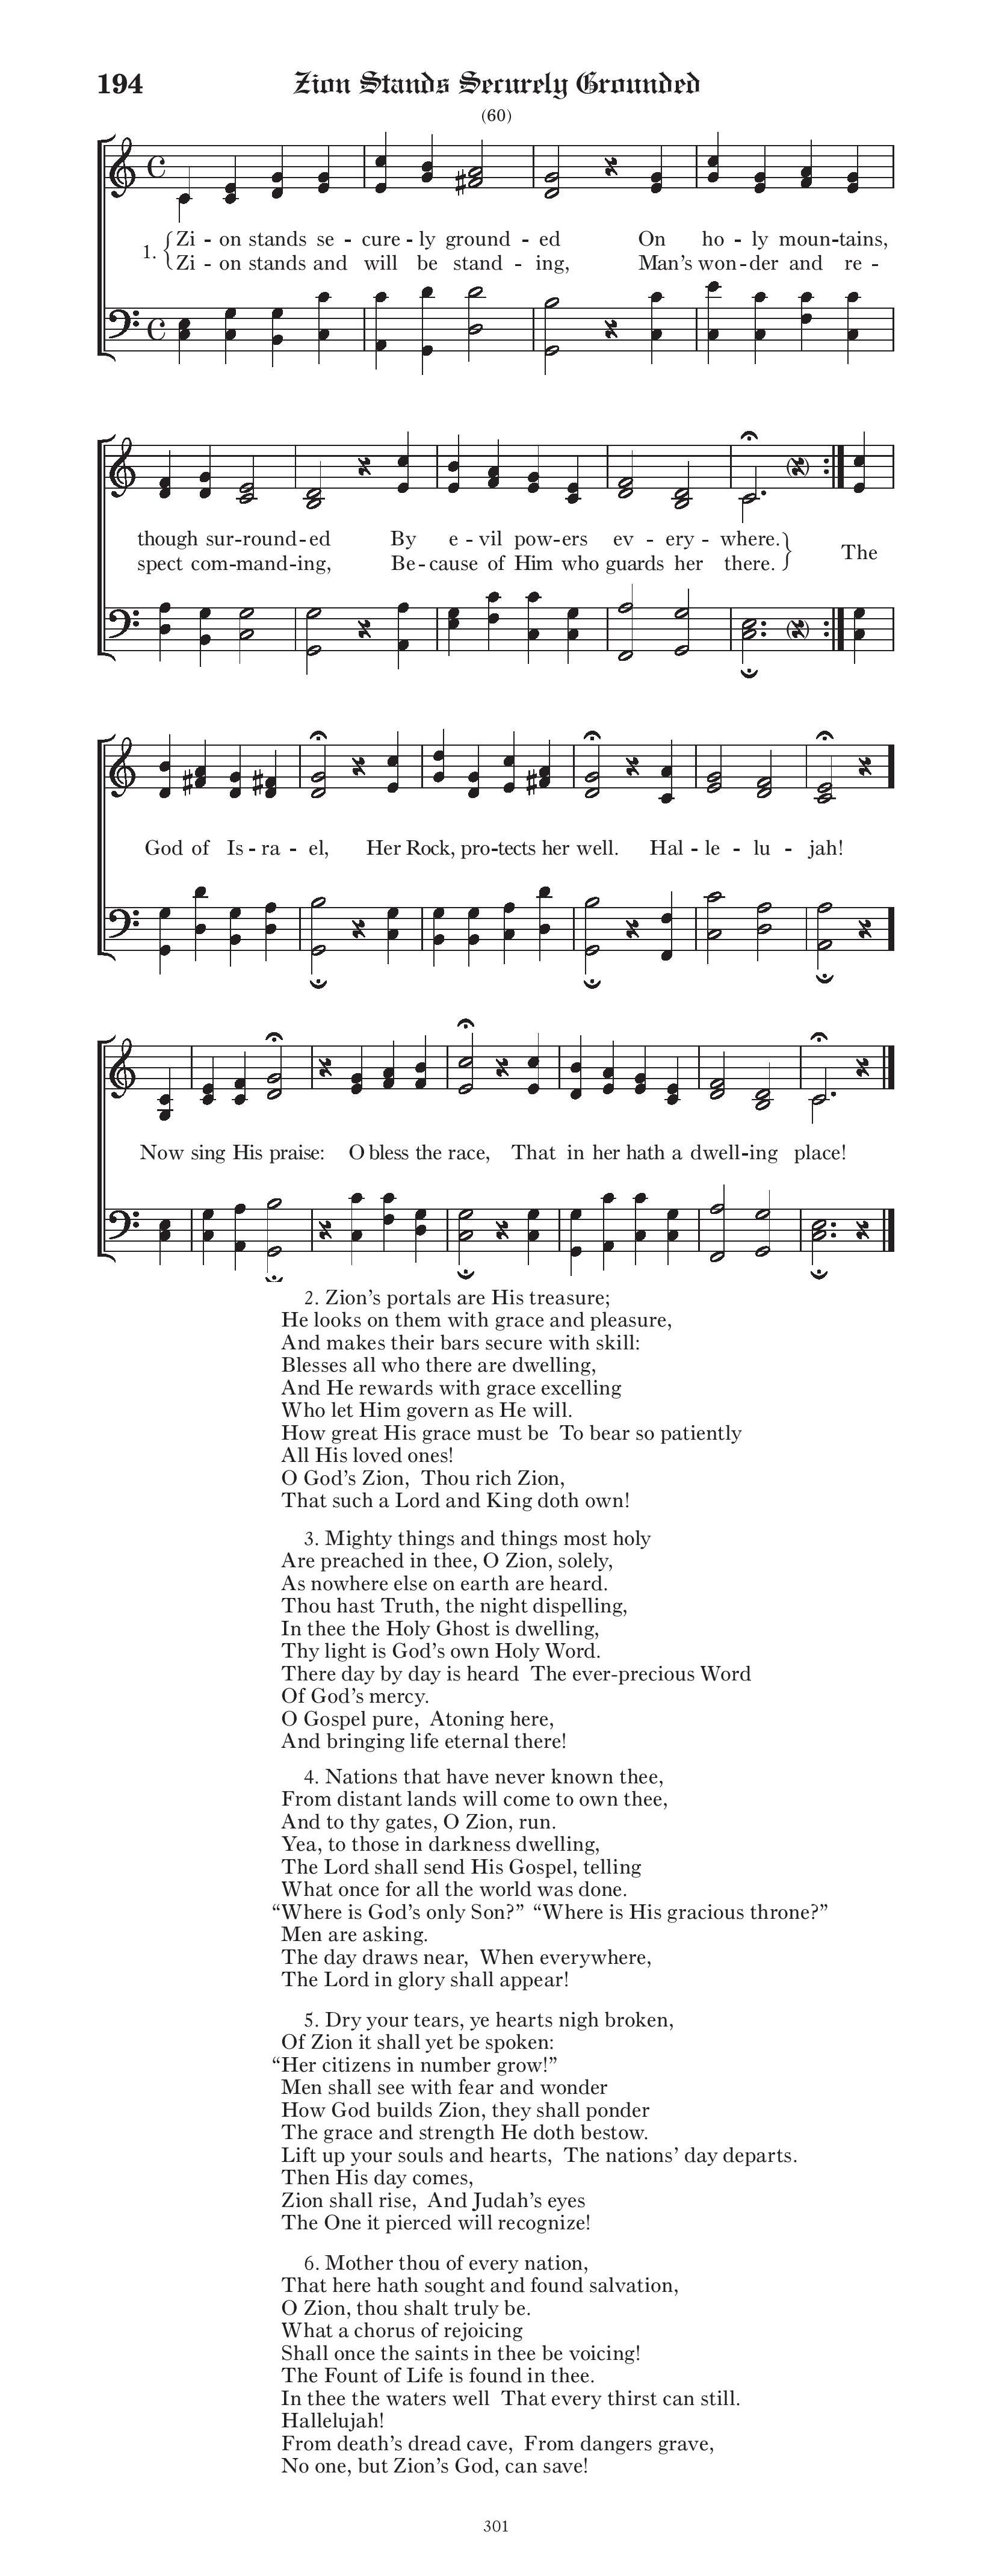 194 Zion Stands Securely Grounded
(60)
1. Zi - on stands se - cure - ly ground - ed On ho - ly moun - tains,
Zi - on stands and will be stand - ing, Man's won - der and re -
though sur - round - ed By e - vil pow - ers ev - ery - where. The
spect com - mand - ing, Be - cause of Him who guards her there.
God of Is - ra - el, Her Rock, pro - tects her well. Hal - le - lu - jah!
Now sing His praise: O bless the race, That in her hath a dwell - ing place!
2. Zion's portals are His treasure;
He looks on them with grace and pleasure,
And makes their bars secure with skill:
Blesses all who there are dwelling,
And He rewards with grace excelling
Who let Him govern as He will.
How great His grace must be To bear so patiently
All His loved ones!
O God's Zion, Thou rich Zion,
That such a Lord and King doth own!
3. Mighty things and things most holy
Are preached in thee, O Zion, solely,
As nowhere else on earth are heard.
Thou hast Truth, the night dispelling,
In thee the Holy Ghost is dwelling,
Thy light is God's own Holy Word.
There day by day is heard The ever-precious Word
Of God's mercy.
O Gospel pure, Atoning here,
And bringing life eternal there!
4. Nations that have never known thee,
From distant lands will come to own thee,
And to thy gates, O Zion, run.
Yea, to those in darkness dwelling,
The Lord shall send His Gospel, telling
What once for all the world was done.
“Where is God's only Son?” “Where is His gracious throne?”
Men are asking.
The day draws near, When everywhere,
The Lord in glory shall appear!
5. Dry your tears, ye hearts nigh broken,
Of Zion it shall yet be spoken:
“Her citizens in number grow!”
Men shall see with fear and wonder
How God builds Zion, they shall ponder
The grace and strength He doth bestow.
Lift up your souls and hearts, The nations' day departs.
Then His day comes,
Zion shall rise, And Judah's eyes
The One it pierced will recognize!
6. Mother thou of every nation,
That here hath sought and found salvation,
O Zion, thou shalt truly be.
What a chorus of rejoicing
Shall once the saints in thee be voicing!
The Fount of Life is found in thee.
In thee the waters well That every thirst can still.
Hallelujah!
From death's dread cave, From dangers grave,
No one, but Zion's God, can save!
301